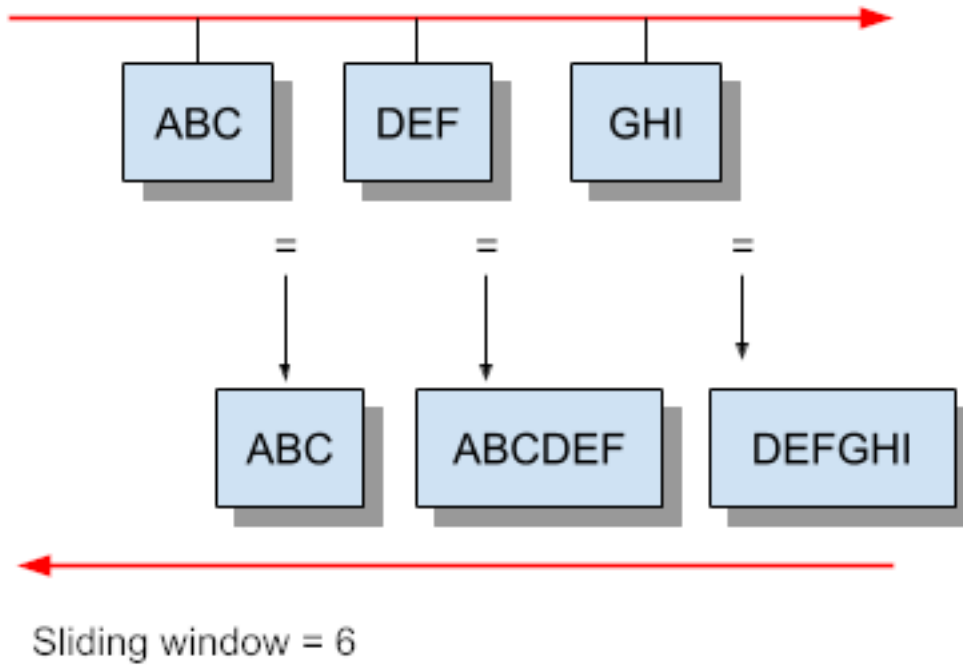 ABC DEF GHI
= = =
ABC ABCDEF DEFGHI
Sliding window = 6